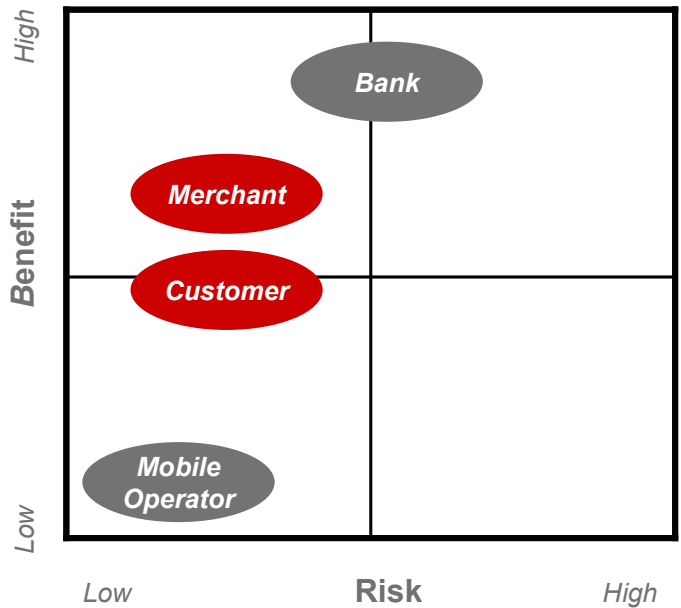 High
Bank
Merchant
Benefit
Customer
Mobile
Operator
Low
Low
Risk
High